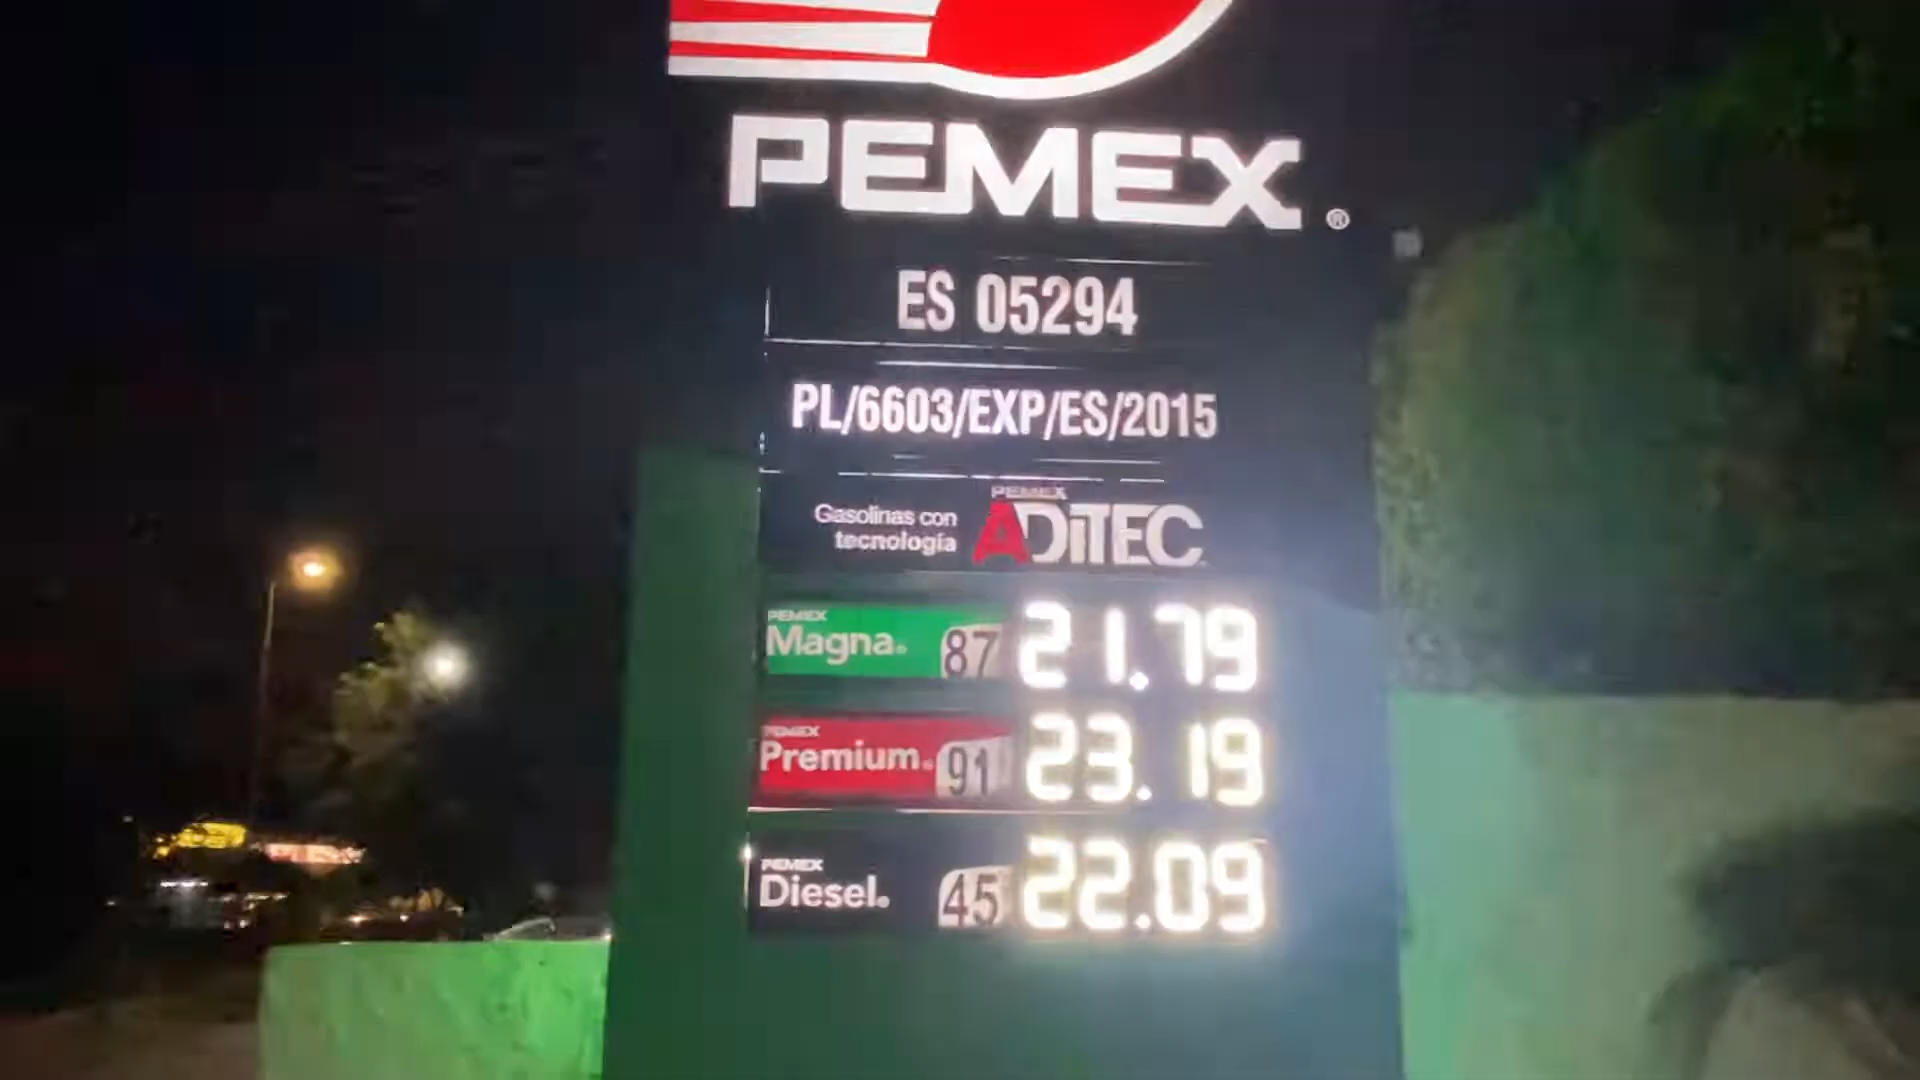 PEMEX®
ES 05294
PL/6603/EXP/ES/2015
Gasolinas con
tecnología
PEMEX
ADiTEC
PEMEX
Magna® 87 21.79
PEMEX
Premium® 91 23.19
PEMEX
Diesel® 45 22.09